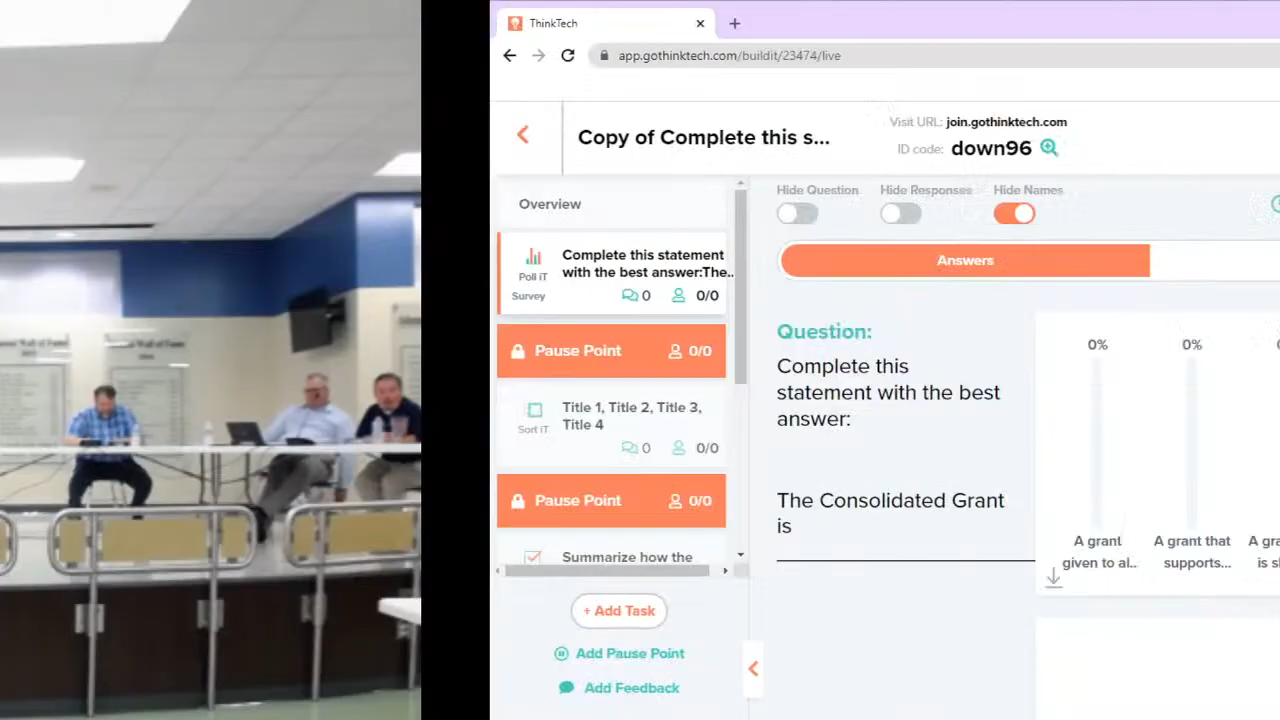 ThinkTech
app.gothinktech.com/buildit/23474/live
Copy of Complete this s...
Visit URL: join.gothinktech.com
ID code: down96
Overview
Complete this statement
with the best answer:The..
Poll iT
Survey
0
0/0
Pause Point
0/0
Title 1, Title 2, Title 3,
Title 4
Sort iT
0
0/0
Pause Point
0/0
Summarize how the
+ Add Task
Add Pause Point
Add Feedback
Hide Question
Hide Responses
Hide Names
Answers
Question:
Complete this
statement with the best
answer:
The Consolidated Grant
is
0%
0%
A grant
given to al..
A grant that
supports...